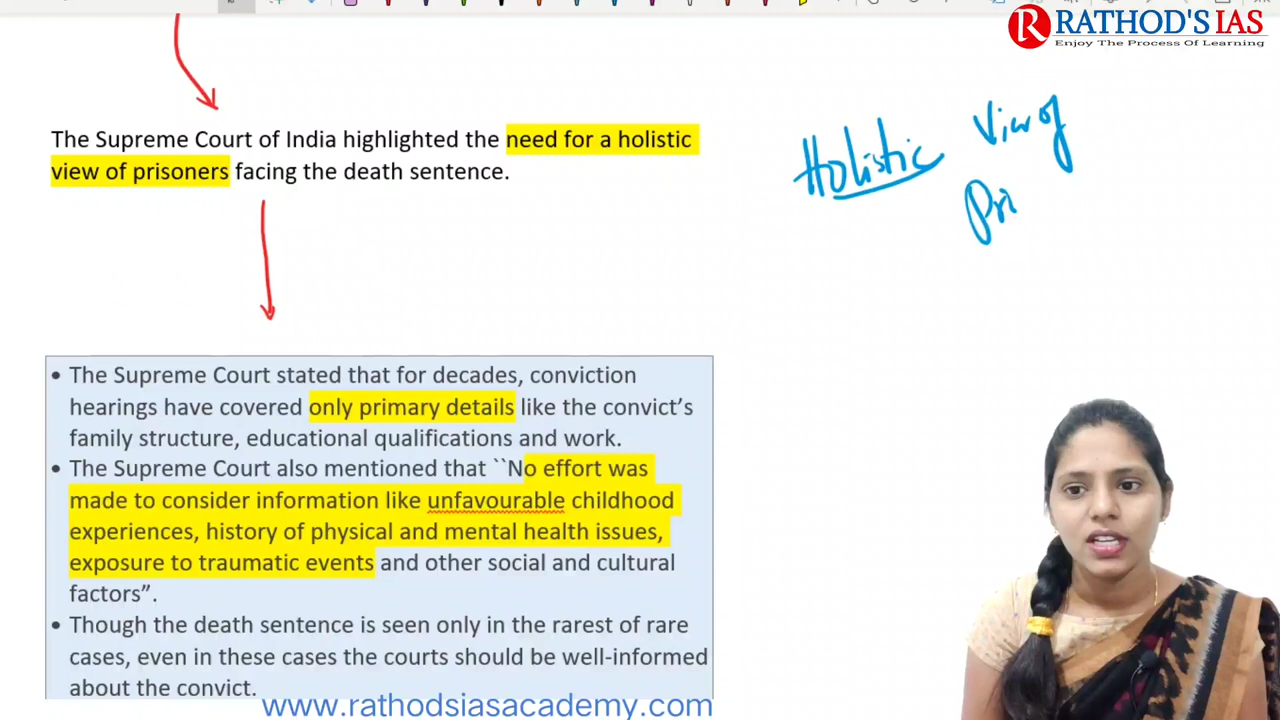 RATHOD'S IAS
Enjoy The Process Of Learning
The Supreme Court of India highlighted the need for a holistic
view of prisoners facing the death sentence.
Holistic View of
Pri
• The Supreme Court stated that for decades, conviction
hearings have covered only primary details like the convict's
family structure, educational qualifications and work.
• The Supreme Court also mentioned that ``No effort was
made to consider information like unfavourable childhood
experiences, history of physical and mental health issues,
exposure to traumatic events and other social and cultural
factors”.
• Though the death sentence is seen only in the rarest of rare
cases, even in these cases the courts should be well-informed
about the convict.
www.rathodsiasacademy.com